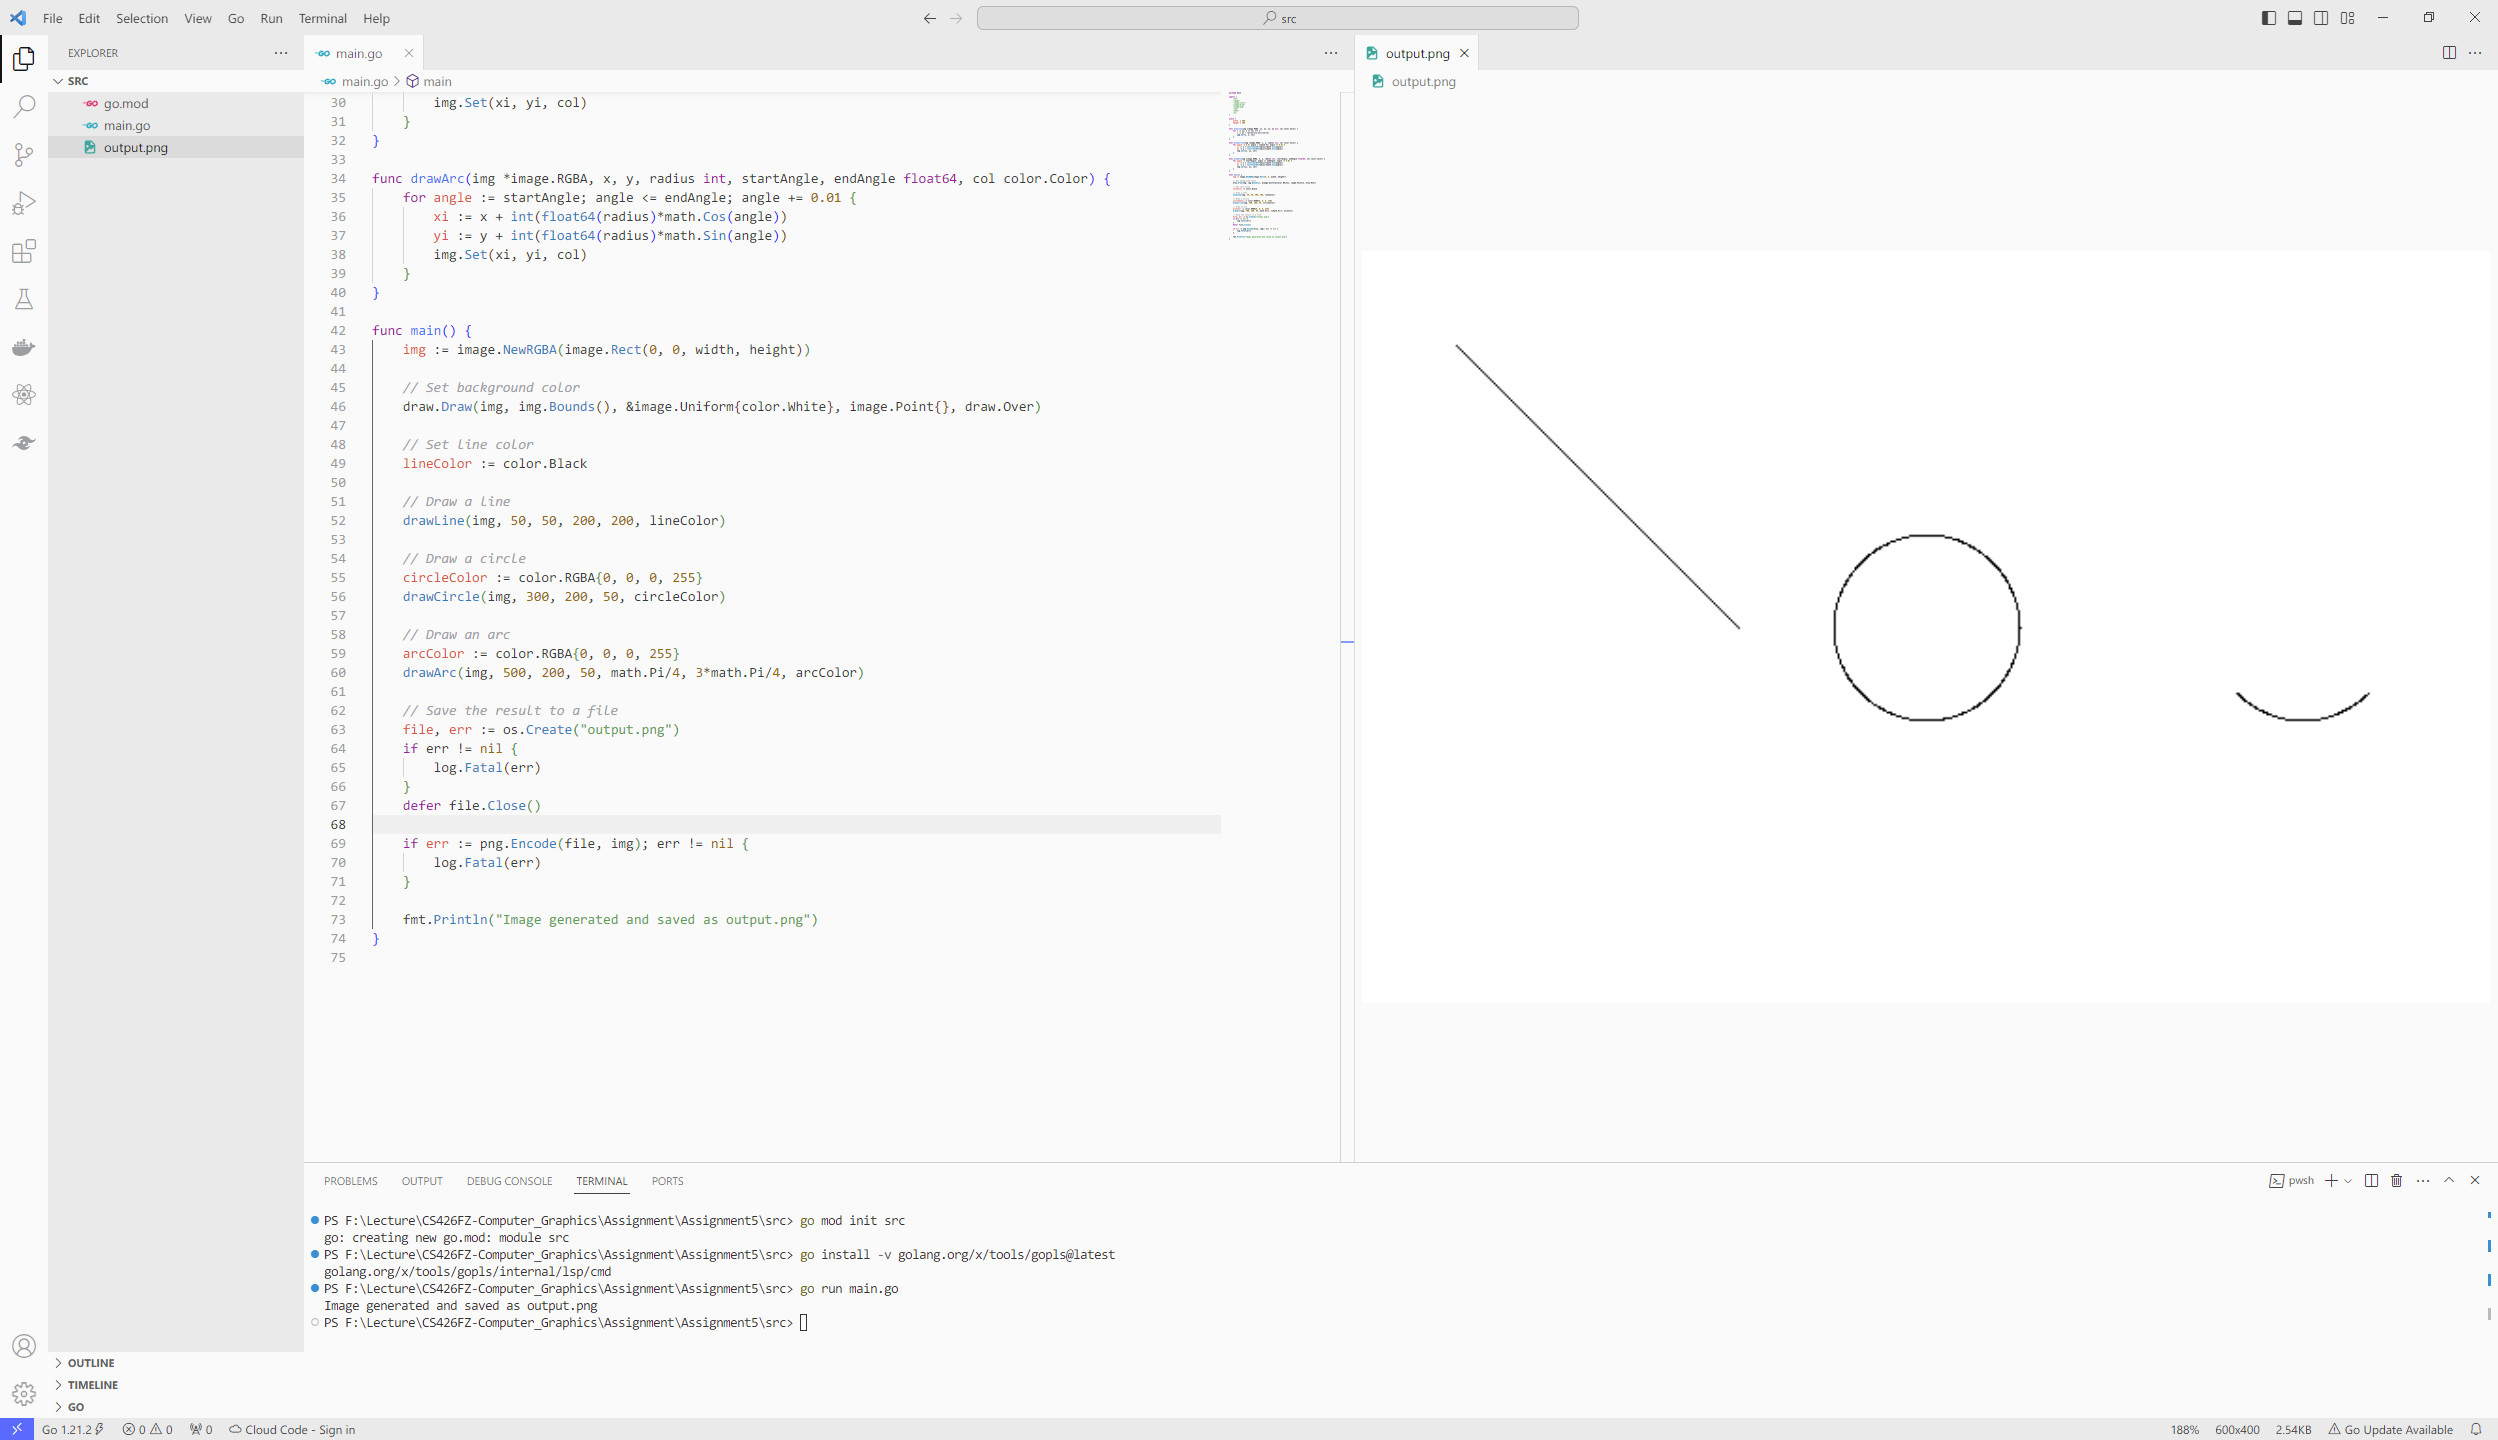 File Edit Selection View Go Run Terminal Help
src
EXPLORER
SRC
go.mod
main.go
output.png
main.go
main.go > main
30 img.Set(xi, yi, col)
31 }
32 }
33
34 func drawArc(img *image.RGBA, x, y, radius int, startAngle, endAngle float64, col color.Color) {
35 for angle := startAngle; angle <= endAngle; angle += 0.01 {
36 xi := x + int(float64(radius)*math.Cos(angle))
37 yi := y + int(float64(radius)*math.Sin(angle))
38 img.Set(xi, yi, col)
39 }
40 }
41
42 func main() {
43 img := image.NewRGBA(image.Rect(0, 0, width, height))
44
45 // Set background color
46 draw.Draw(img, img.Bounds(), &image.Uniform{color.White}, image.Point{}, draw.Over)
47
48 // Set line color
49 lineColor := color.Black
50
51 // Draw a line
52 drawLine(img, 50, 50, 200, 200, lineColor)
53
54 // Draw a circle
55 circleColor := color.RGBA{0, 0, 0, 255}
56 drawCircle(img, 300, 200, 50, circleColor)
57
58 // Draw an arc
59 arcColor := color.RGBA{0, 0, 0, 255}
60 drawArc(img, 500, 200, 50, math.Pi/4, 3*math.Pi/4, arcColor)
61
62 // Save the result to a file
63 file, err := os.Create("output.png")
64 if err != nil {
65 log.Fatal(err)
66 }
67 defer file.Close()
68
69 if err := png.Encode(file, img); err != nil {
70 log.Fatal(err)
71 }
72
73 fmt.Println("Image generated and saved as output.png")
74 }
75
output.png
output.png
PROBLEMS OUTPUT DEBUG CONSOLE TERMINAL PORTS
pwsh
PS F:\Lecture\CS426FZ-Computer_Graphics\Assignment\Assignment5\src> go mod init src
go: creating new go.mod: module src
PS F:\Lecture\CS426FZ-Computer_Graphics\Assignment\Assignment5\src> go install -v golang.org/x/tools/gopls@latest
golang.org/x/tools/gopls/internal/lsp/cmd
PS F:\Lecture\CS426FZ-Computer_Graphics\Assignment\Assignment5\src> go run main.go
Image generated and saved as output.png
PS F:\Lecture\CS426FZ-Computer_Graphics\Assignment\Assignment5\src>
OUTLINE
TIMELINE
GO
Go 1.21.2 0 0 0 Cloud Code - Sign in
188% 600x400 2.54KB Go Update Available